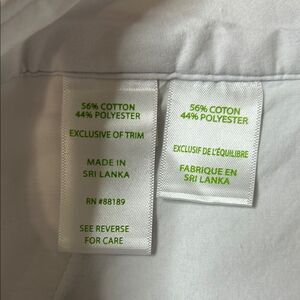 56% COTTON
44% POLYESTER
EXCLUSIVE OF TRIM
MADE IN
SRI LANKA
RN #88189
SEE REVERSE
FOR CARE
56% COTTON
44% POLYESTER
EXCLUSIF DE L'ÉQUILIBRE
FABRIQUE EN
SRI LANKA